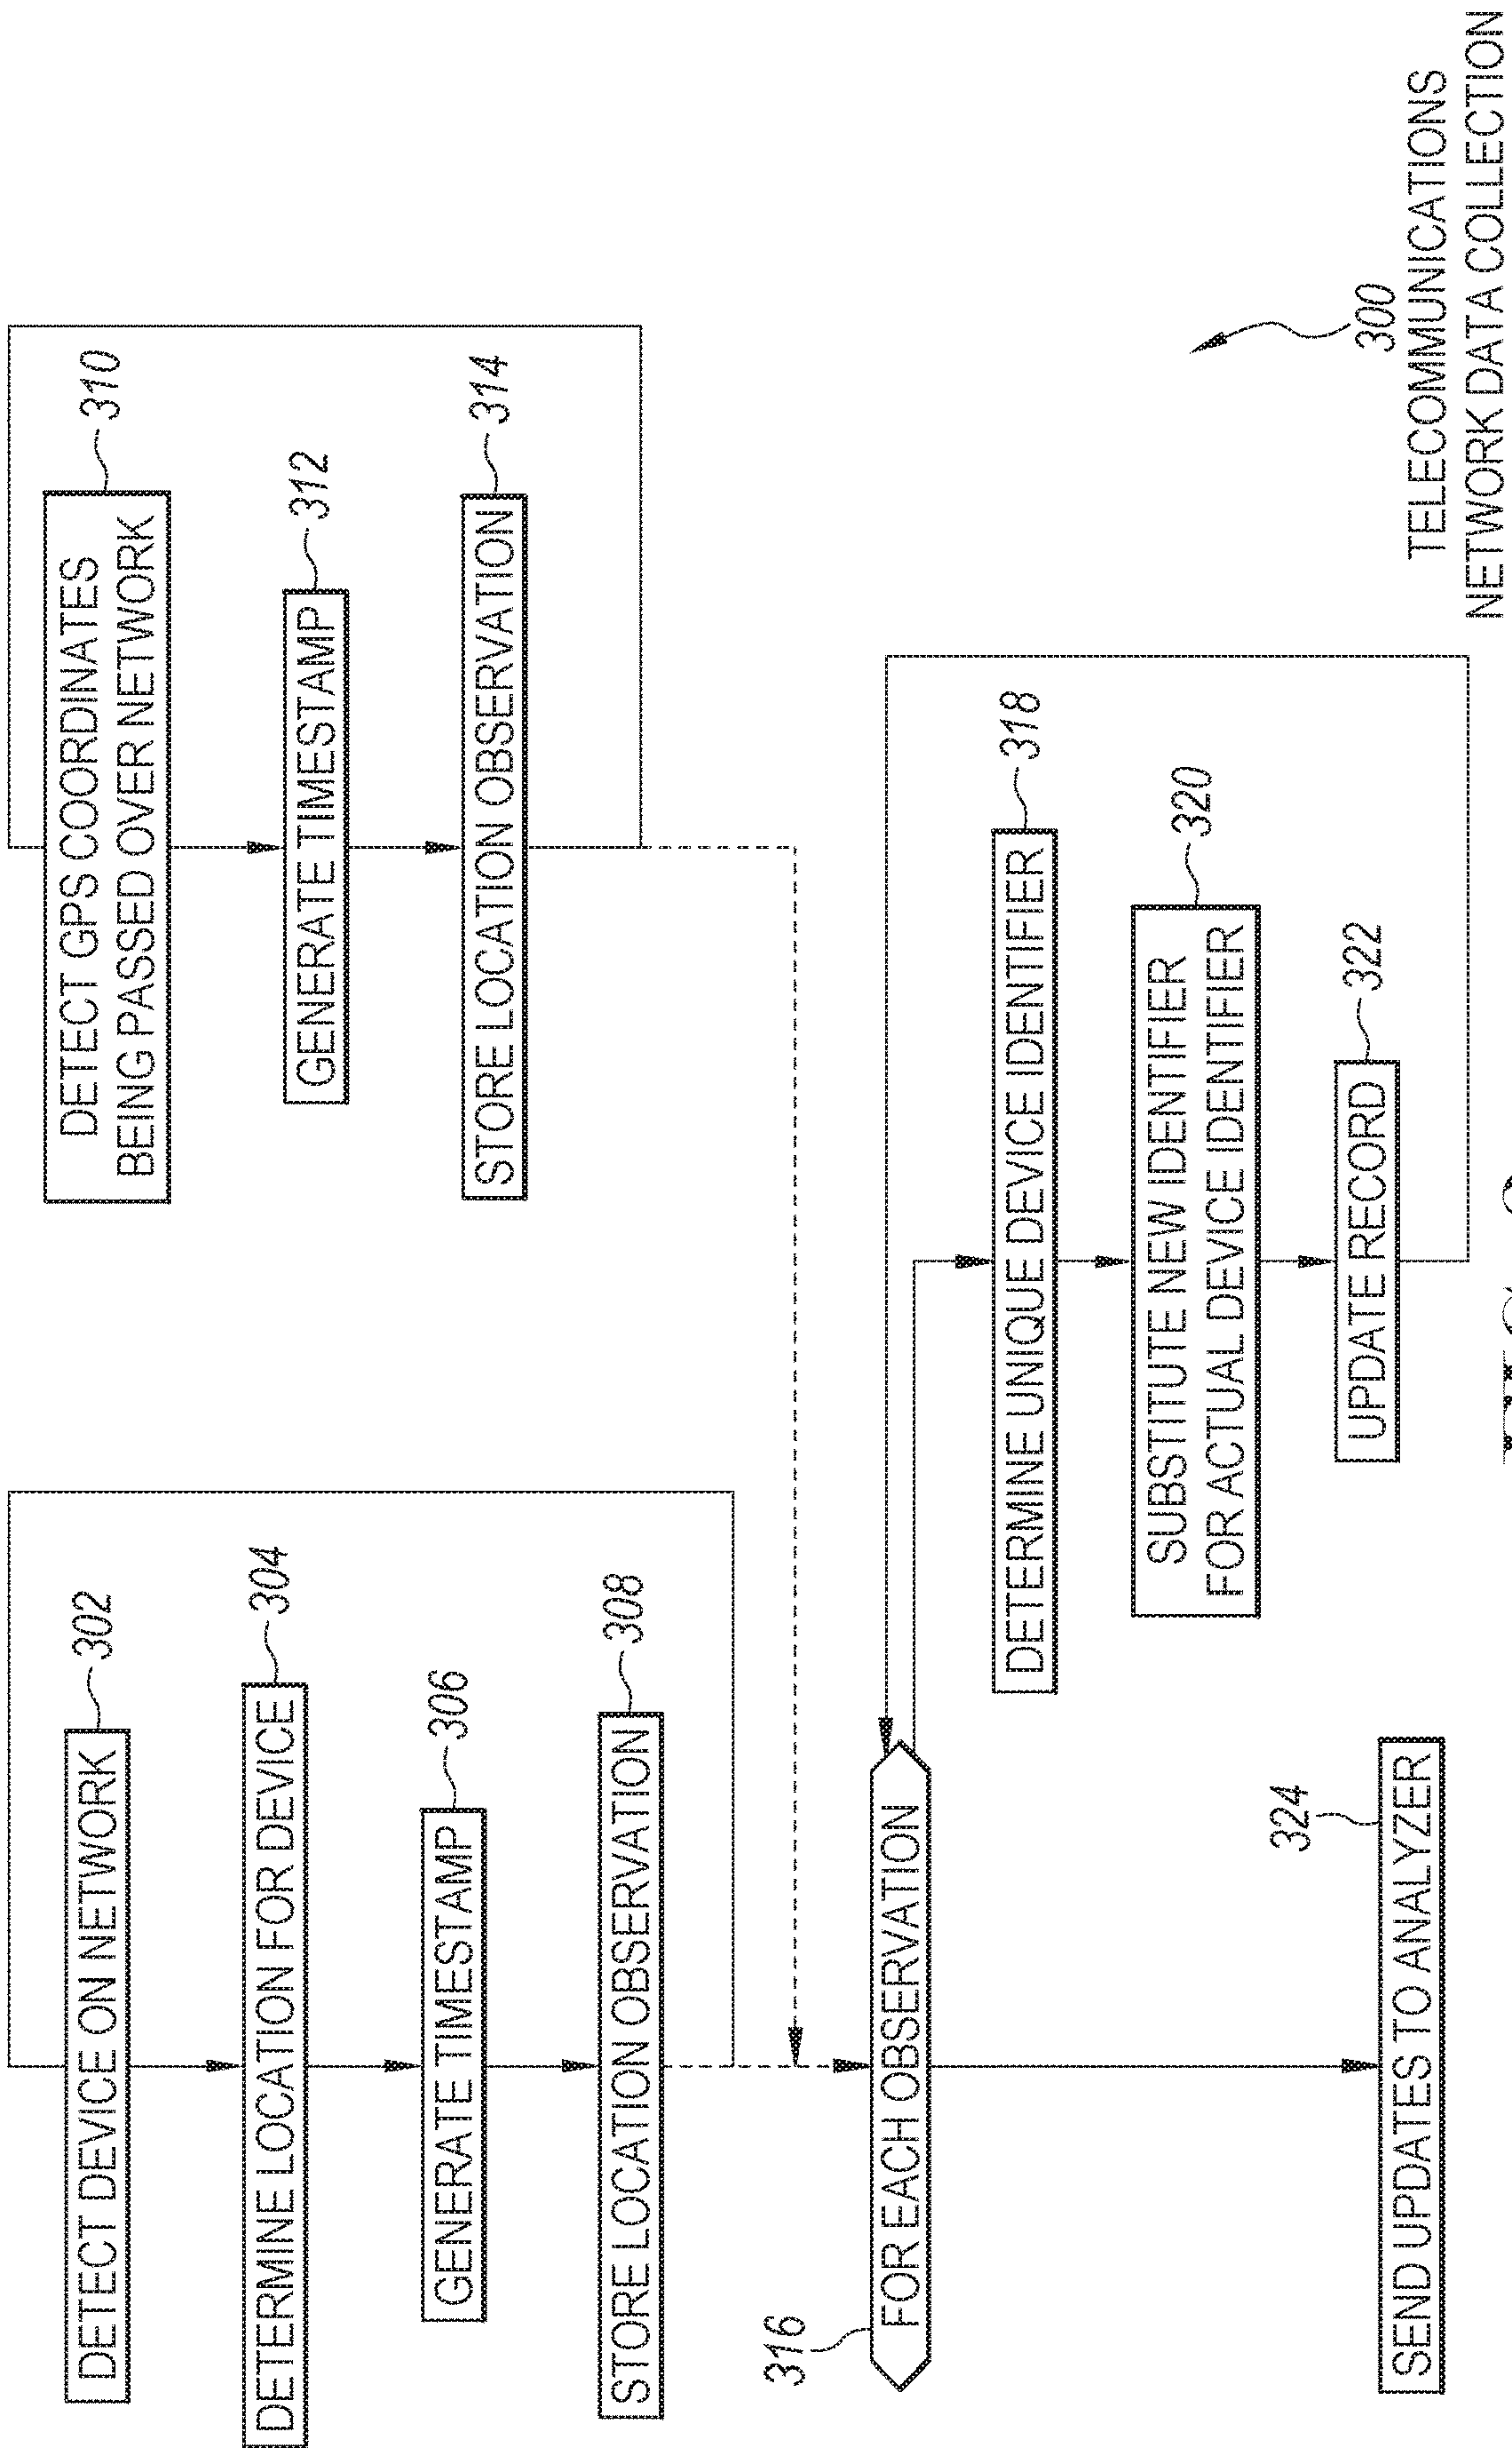 302
DETECT DEVICE ON NETWORK
304
DETERMINE LOCATION FOR DEVICE
306
GENERATE TIMESTAMP
308
STORE LOCATION OBSERVATION
310
DETECT GPS COORDINATES
BEING PASSED OVER NETWORK
312
GENERATE TIMESTAMP
314
STORE LOCATION OBSERVATION
316
FOR EACH OBSERVATION
318
DETERMINE UNIQUE DEVICE IDENTIFIER
320
SUBSTITUTE NEW IDENTIFIER
FOR ACTUAL DEVICE IDENTIFIER
322
UPDATE RECORD
324
SEND UPDATES TO ANALYZER
300
TELECOMMUNICATIONS
NETWORK DATA COLLECTION